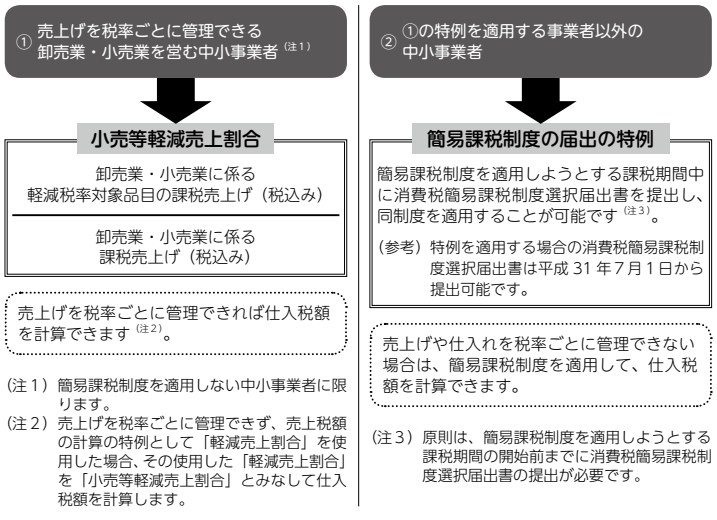 ① 売上げを税率ごとに管理できる
卸売業・小売業を営む中小事業者（注１）
小売等軽減売上割合
卸売業・小売業に係る
軽減税率対象品目の課税売上げ（税込み）
卸売業・小売業に係る
課税売上げ（税込み）
売上げを税率ごとに管理できれば仕入税額
を計算できます（注２）。
（注１）簡易課税制度を適用しない中小事業者に限
ります。
（注２）売上げを税率ごとに管理できず、売上税額
の計算の特例として「軽減売上割合」を使
用した場合、その使用した「軽減売上割合」
を「小売等軽減売上割合」とみなして仕入
税額を計算します。
② ①の特例を適用する事業者以外の
中小事業者
簡易課税制度の届出の特例
簡易課税制度を適用しようとする課税期間中
に消費税簡易課税制度選択届出書を提出し、
同制度を適用することが可能です（注３）。
（参考）特例を適用する場合の消費税簡易課税制
度選択届出書は平成 31 年７月１日から
提出可能です。
売上げや仕入れを税率ごとに管理できない
場合は、簡易課税制度を適用して、仕入税
額を計算できます。
（注３）原則は、簡易課税制度を適用しようとする
課税期間の開始前までに消費税簡易課税制
度選択届出書の提出が必要です。